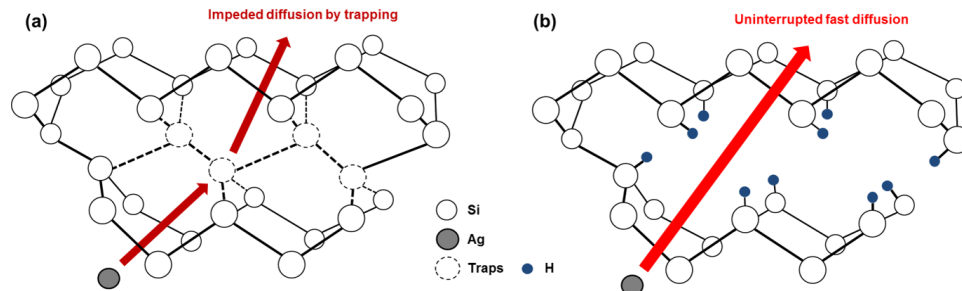 (a)
Impeded diffusion by trapping
(b)
Uninterrupted fast diffusion
Si
Ag
Traps
H